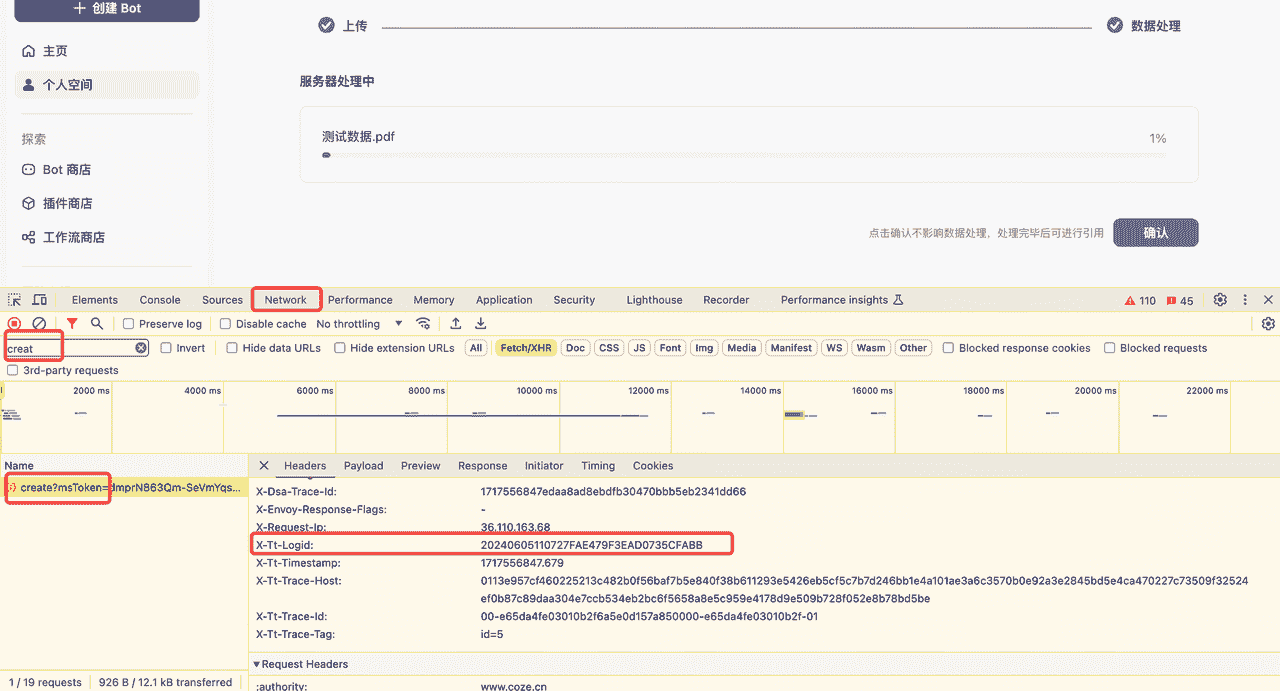 创建 Bot
主页
个人空间
探索
Bot 商店
插件商店
工作流商店
上传
数据处理
服务器处理中
测试数据.pdf
1%
点击确认不影响数据处理，处理完毕后可进行引用
确认
Elements Console Sources Network Performance Memory Application Security Lighthouse Recorder Performance insights 110 45
Preserve log Disable cache No throttling
creat Invert Hide data URLs Hide extension URLs All Fetch/XHR Doc CSS JS Font Img Media Manifest WS Wasm Other Blocked response cookies Blocked requests
3rd-party requests
2000 ms 4000 ms 6000 ms 8000 ms 10000 ms 12000 ms 14000 ms 16000 ms 18000 ms 20000 ms 22000 ms
Name
create?msToken=dmprN863Qm-SeVmYqs...
Headers Payload Preview Response Initiator Timing Cookies
X-Dsa-Trace-Id: 1717556847edaa8ad8ebdfb30470bbb5eb2341dd66
X-Envoy-Response-Flags: -
X-Request-Ip: 36.110.163.68
X-Tt-Logid: 20240605110727FAE479F3EAD0735CFABB
X-Tt-Timestamp: 1717556847.679
X-Tt-Trace-Host: 0113e957cf460225213c482b0f56baf7b5e840f38b611293e5426eb5cf5c7b7d246bb1e4a101ae3a6c3570b0e92a3e2845bd5e4ca470227c73509f32524
ef0b87c89daa304e7ccb534eb2bc6f5658a8e5c959e4178d9e509b728f052e8b78bd5be
X-Tt-Trace-Id: 00-e65da4fe03010b2f6a5e0d157a850000-e65da4fe03010b2f-01
X-Tt-Trace-Tag: id=5
Request Headers
:authority: www.coze.cn
1 / 19 requests 926 B / 12.1 kB transferred